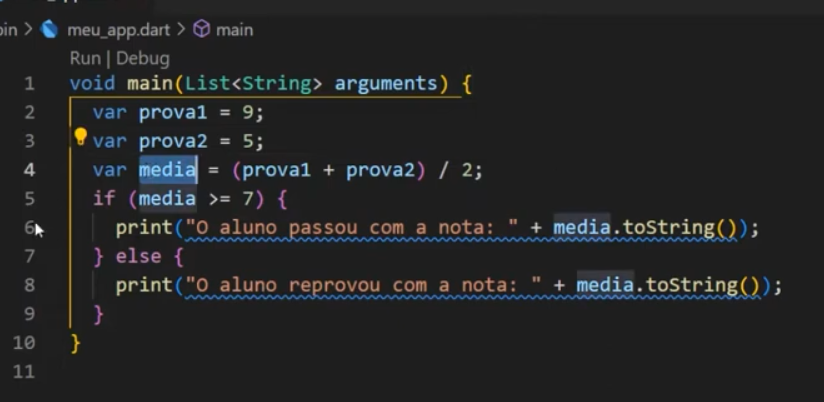 bin > meu_app.dart > main
Run | Debug
1 void main(List<String> arguments) {
2 var prova1 = 9;
3 var prova2 = 5;
4 var media = (prova1 + prova2) / 2;
5 if (media >= 7) {
6 print("O aluno passou com a nota: " + media.toString());
7 } else {
8 print("O aluno reprovou com a nota: " + media.toString());
9 }
10 }
11